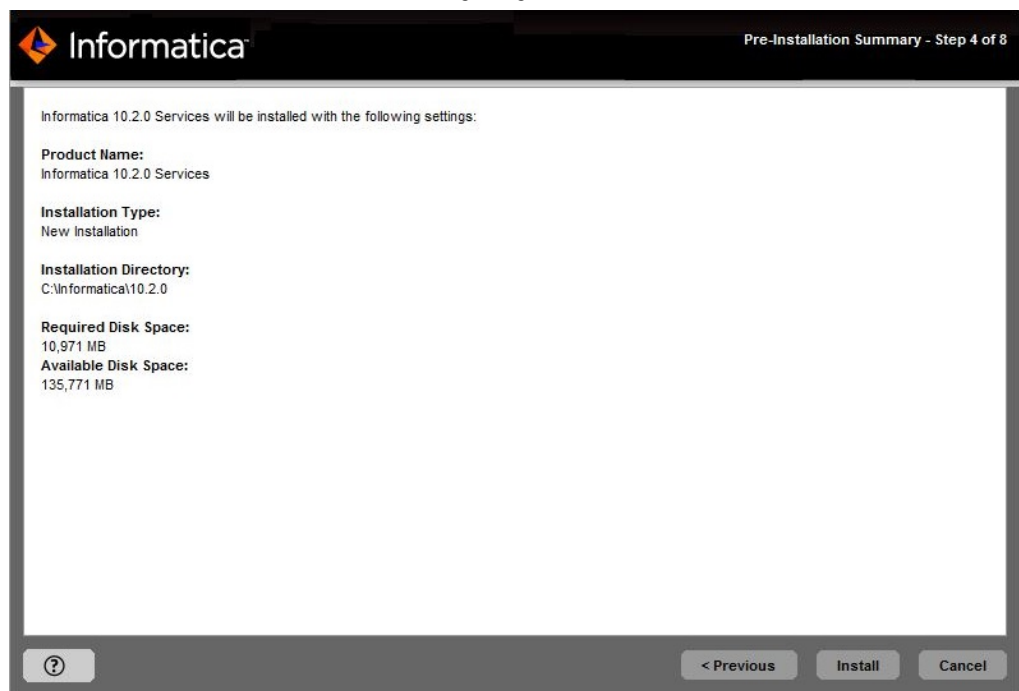 Informatica
Pre-Installation Summary - Step 4 of 8
Informatica 10.2.0 Services will be installed with the following settings:
Product Name:
Informatica 10.2.0 Services
Installation Type:
New Installation
Installation Directory:
C:\Informatica\10.2.0
Required Disk Space:
10,971 MB
Available Disk Space:
135,771 MB
?
< Previous
Install
Cancel